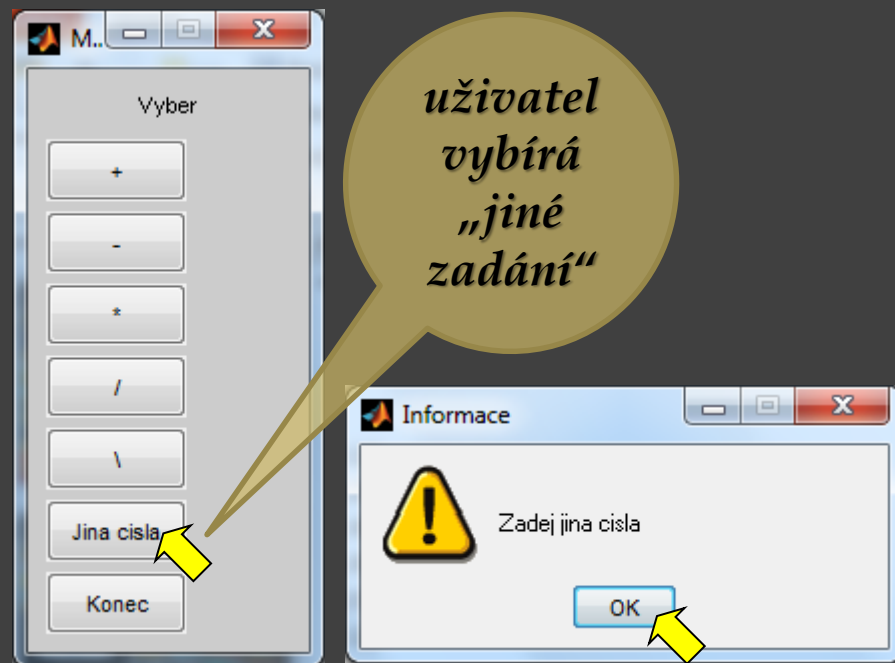 M..
Vyber
+
-
*
/
\
Jina cisla
Konec
uživatel
vybírá
„jiné
zadání“
Informace
Zadej jina cisla
OK